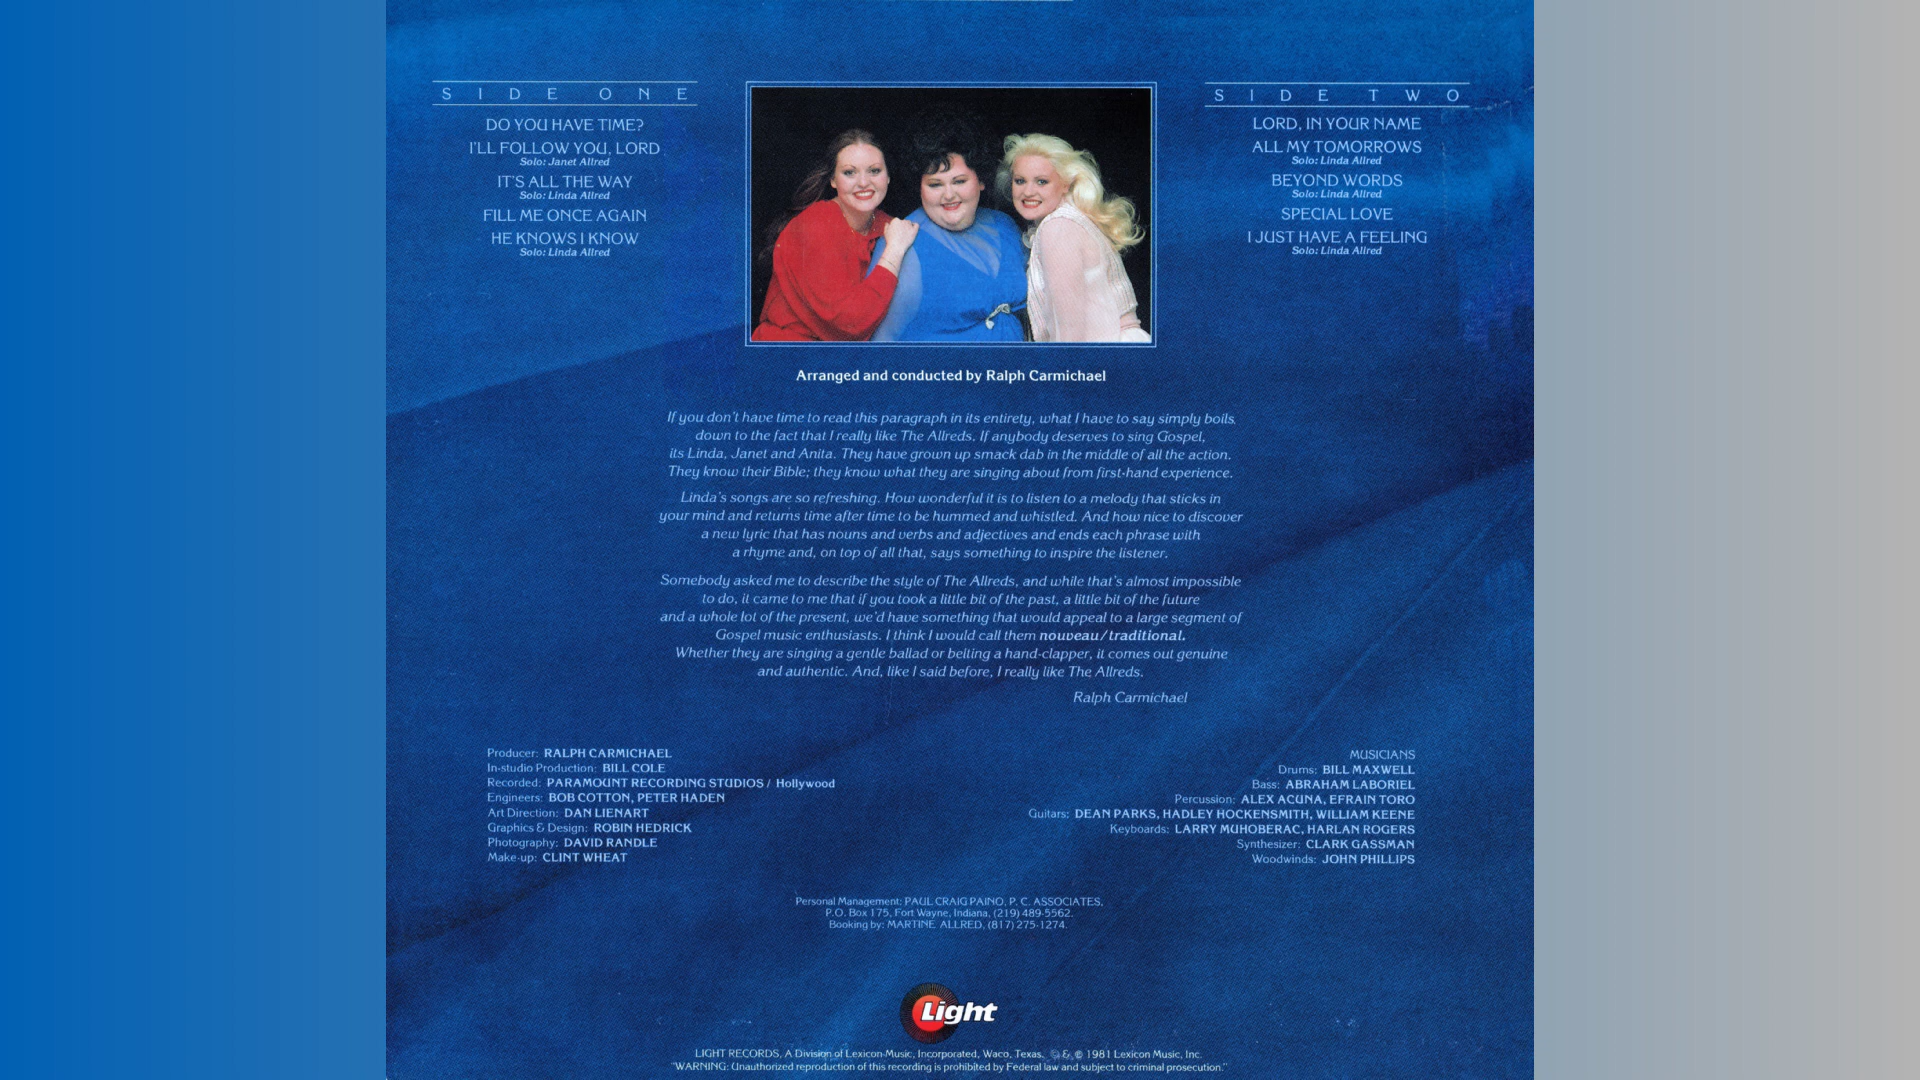 SIDE ONE
DO YOU HAVE TIME?
I'LL FOLLOW YOU, LORD
Solo: Janet Allred
IT'S ALL THE WAY
Solo: Linda Allred
FILL ME ONCE AGAIN
HE KNOWS I KNOW
Solo: Linda Allred
SIDE TWO
LORD, IN YOUR NAME
ALL MY TOMORROWS
Solo: Linda Allred
BEYOND WORDS
Solo: Linda Allred
SPECIAL LOVE
I JUST HAVE A FEELING
Solo: Linda Allred
Arranged and conducted by Ralph Carmichael
If you don't have time to read this paragraph in its entirety, what I have to say simply boils
down to the fact that I really like The Allreds. If anybody deserves to sing Gospel,
its Linda, Janet and Anita. They have grown up smack dab in the middle of all the action.
They know their Bible; they know what they are singing about from first-hand experience.
Linda's songs are so refreshing. How wonderful it is to listen to a melody that sticks in
your mind and returns time after time to be hummed and whistled. And how nice to discover
a new lyric that has nouns and verbs and adjectives and ends each phrase with
a rhyme and, on top of all that, says something to inspire the listener.
Somebody asked me to describe the style of The Allreds, and while that's almost impossible
to do, it came to me that if you took a little bit of the past, a little bit of the future
and a whole lot of the present, we'd have something that would appeal to a large segment of
Gospel music enthusiasts. I think I would call them nouveau/traditional.
Whether they are singing a gentle ballad or belting a hand-clapper, it comes out genuine
and authentic. And, like I said before, I really like The Allreds.
Ralph Carmichael
Producer: RALPH CARMICHAEL
In-studio Production: BILL COLE
Recorded: PARAMOUNT RECORDING STUDIOS / Hollywood
Engineers: BOB COTTON, PETER HADEN
Art Direction: DAN LIENART
Graphics & Design: ROBIN HEDRICK
Photography: DAVID RANDLE
Make-up: CLINT WHEAT
MUSICIANS
Drums: BILL MAXWELL
Bass: ABRAHAM LABORIEL
Percussion: ALEX ACUNA, EFRAIN TORO
Guitars: DEAN PARKS, HADLEY HOCKENSMITH, WILLIAM KEENE
Keyboards: LARRY MUHOBERAC, HARLAN ROGERS
Synthesizer: CLARK GASSMAN
Woodwinds: JOHN PHILLIPS
Personal Management: PAUL CRAIG PAINO, P. C. ASSOCIATES,
P.O. Box 175, Fort Wayne, Indiana, (219) 489-5562.
Booking by: MARTINE ALLRED, (817) 275-1274.
Light
LIGHT RECORDS, A Division of Lexicon Music, Incorporated, Waco, Texas. © & ℗ 1981 Lexicon Music, Inc.
"WARNING: Unauthorized reproduction of this recording is prohibited by Federal law and subject to criminal prosecution."